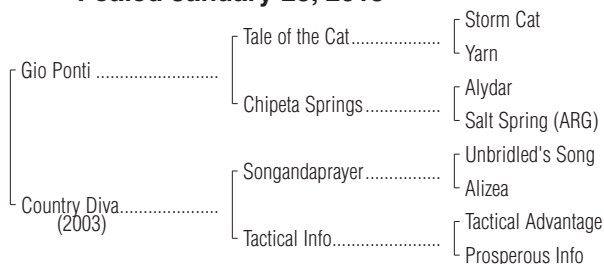 Foaled January 26, 2013
Storm Cat
Tale of the Cat
Yarn
Gio Ponti
Alydar
Chipeta Springs
Salt Spring (ARG)
Unbridled's Song
Songandaprayer
Alizea
Country Diva
(2003)
Tactical Advantage
Tactical Info
Prosperous Info